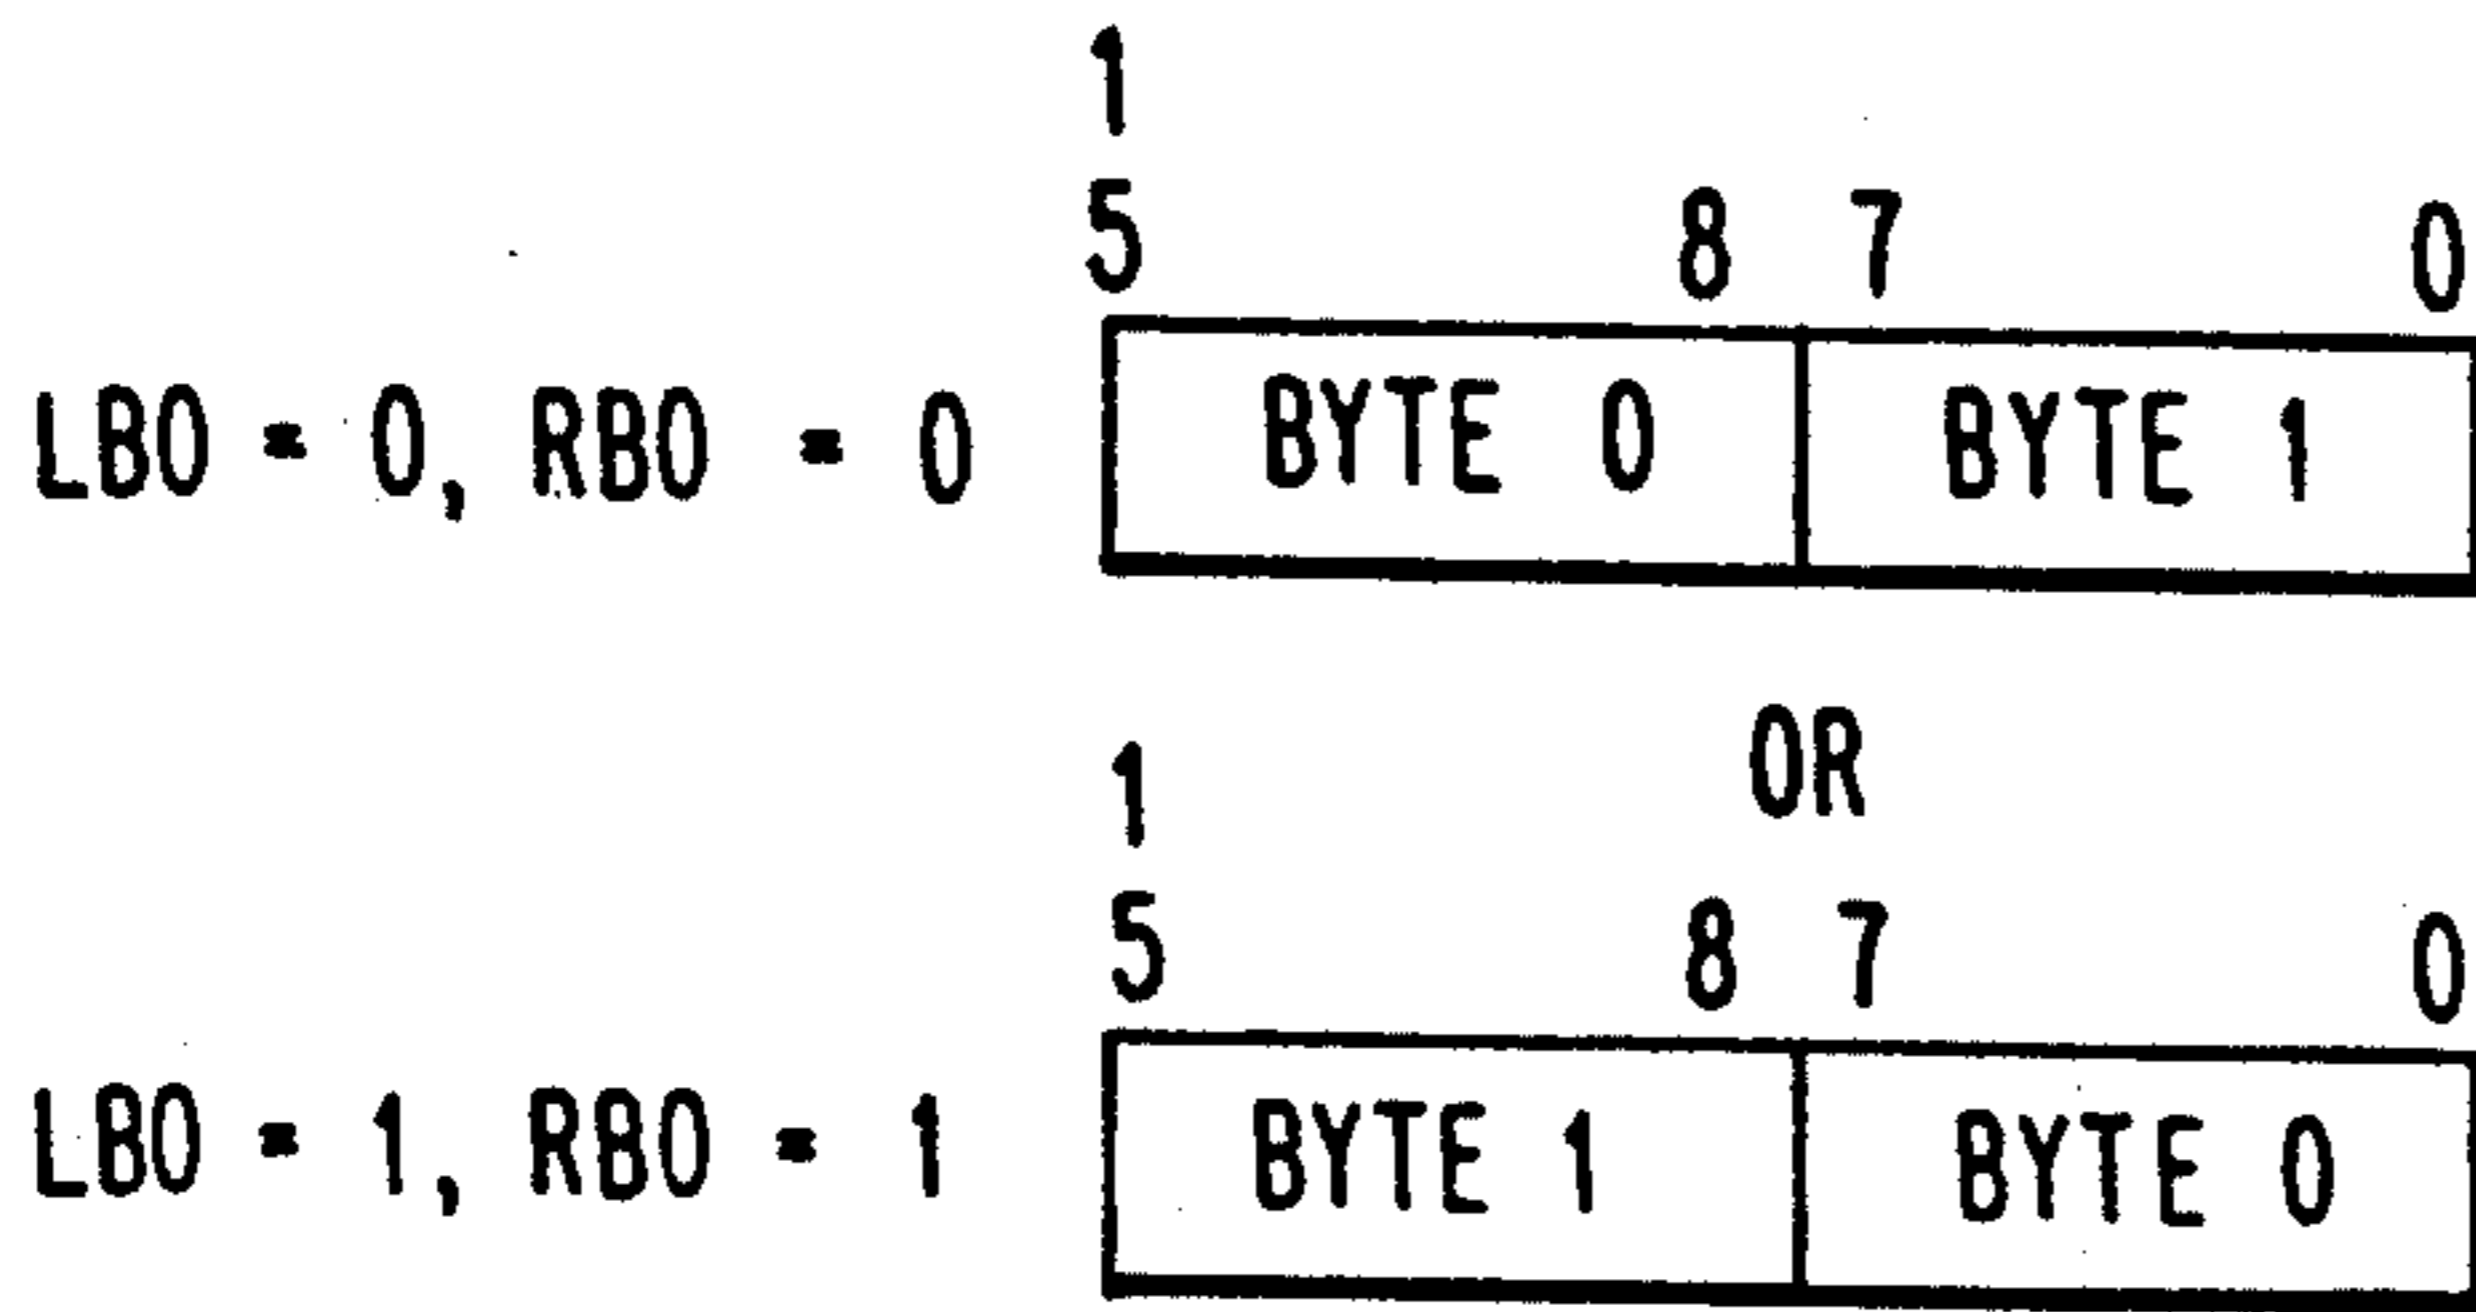 1
5 8 7 0
LBO = 0, RBO = 0 BYTE 0 BYTE 1
OR
1
5 8 7 0
LBO = 1, RBO = 1 BYTE 1 BYTE 0